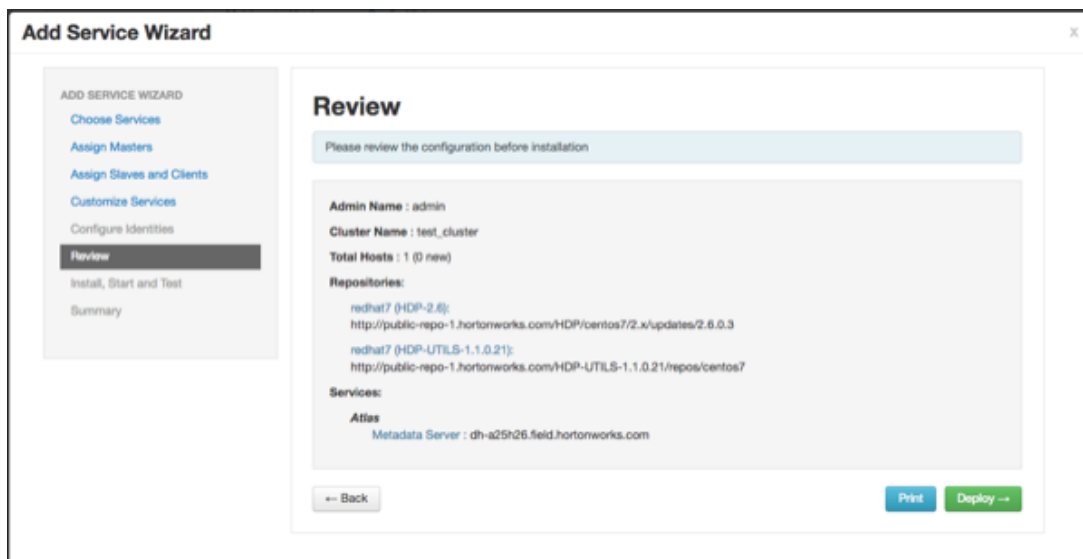 Add Service Wizard
x
ADD SERVICE WIZARD
Choose Services
Assign Masters
Assign Slaves and Clients
Customize Services
Configure Identities
Review
Install, Start and Test
Summary
Review
Please review the configuration before installation
Admin Name : admin
Cluster Name : test_cluster
Total Hosts : 1 (0 new)
Repositories:
redhat7 (HDP-2.6):
http://public-repo-1.hortonworks.com/HDP/centos7/2.x/updates/2.6.0.3
redhat7 (HDP-UTILS-1.1.0.21):
http://public-repo-1.hortonworks.com/HDP-UTILS-1.1.0.21/repos/centos7
Services:
Atlas
Metadata Server : dh-a25h26.field.hortonworks.com
← Back
Print
Deploy →